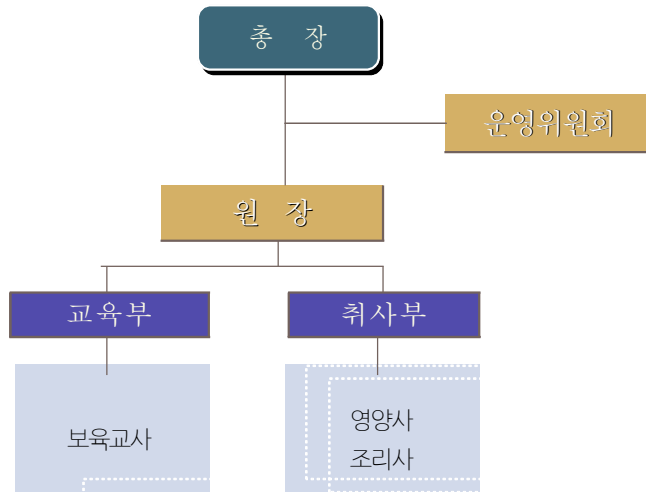 총 장
운영위원회
원 장
교육부
취사부
보육교사
영양사
조리사